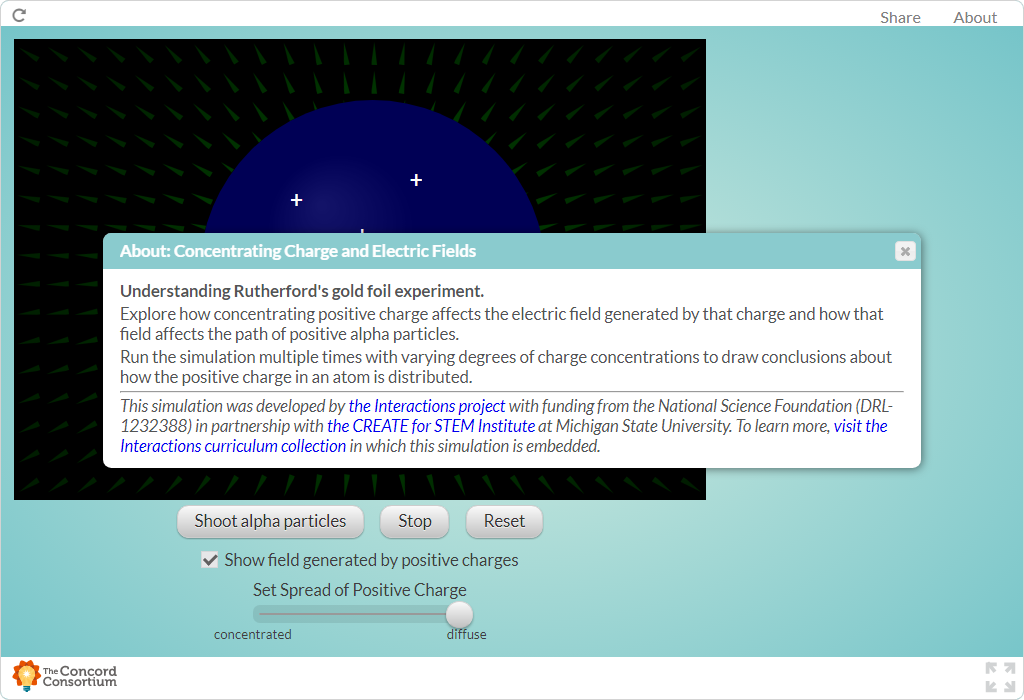 Share About
+
+
About: Concentrating Charge and Electric Fields
Understanding Rutherford's gold foil experiment.
Explore how concentrating positive charge affects the electric field generated by that charge and how that
field affects the path of positive alpha particles.
Run the simulation multiple times with varying degrees of charge concentrations to draw conclusions about
how the positive charge in an atom is distributed.
This simulation was developed by the Interactions project with funding from the National Science Foundation (DRL-
1232388) in partnership with the CREATE for STEM Institute at Michigan State University. To learn more, visit the
Interactions curriculum collection in which this simulation is embedded.
Shoot alpha particles Stop Reset
Show field generated by positive charges
Set Spread of Positive Charge
concentrated diffuse
The Concord
Consortium